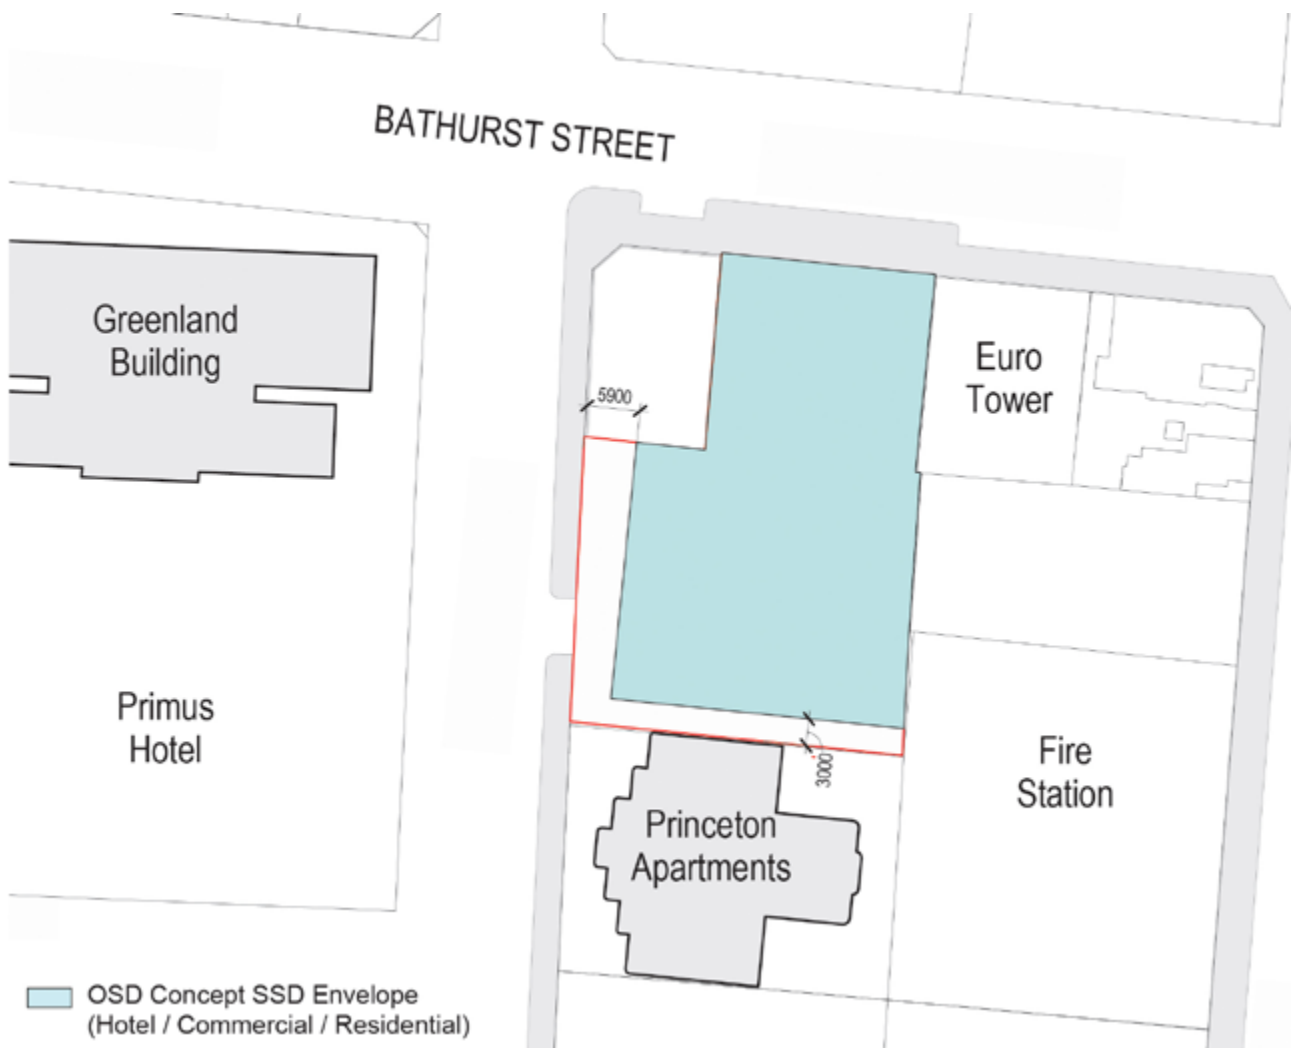 BATHURST STREET
Greenland
Building
Euro
Tower
5900
Primus
Hotel
3000
Fire
Station
Princeton
Apartments
OSD Concept SSD Envelope
(Hotel / Commercial / Residential)